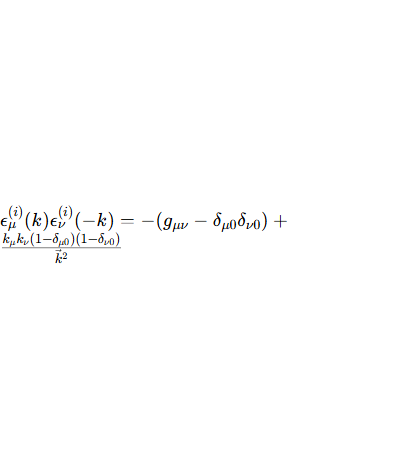 ϵ_μ^{(i)}(k)ϵ_ν^{(i)}(−k) = −(g_{μν} − δ_{μ0}δ_{ν0}) +
\frac{k_μ k_ν(1−δ_{μ0})(1−δ_{ν0})}{\vec{k}^2}